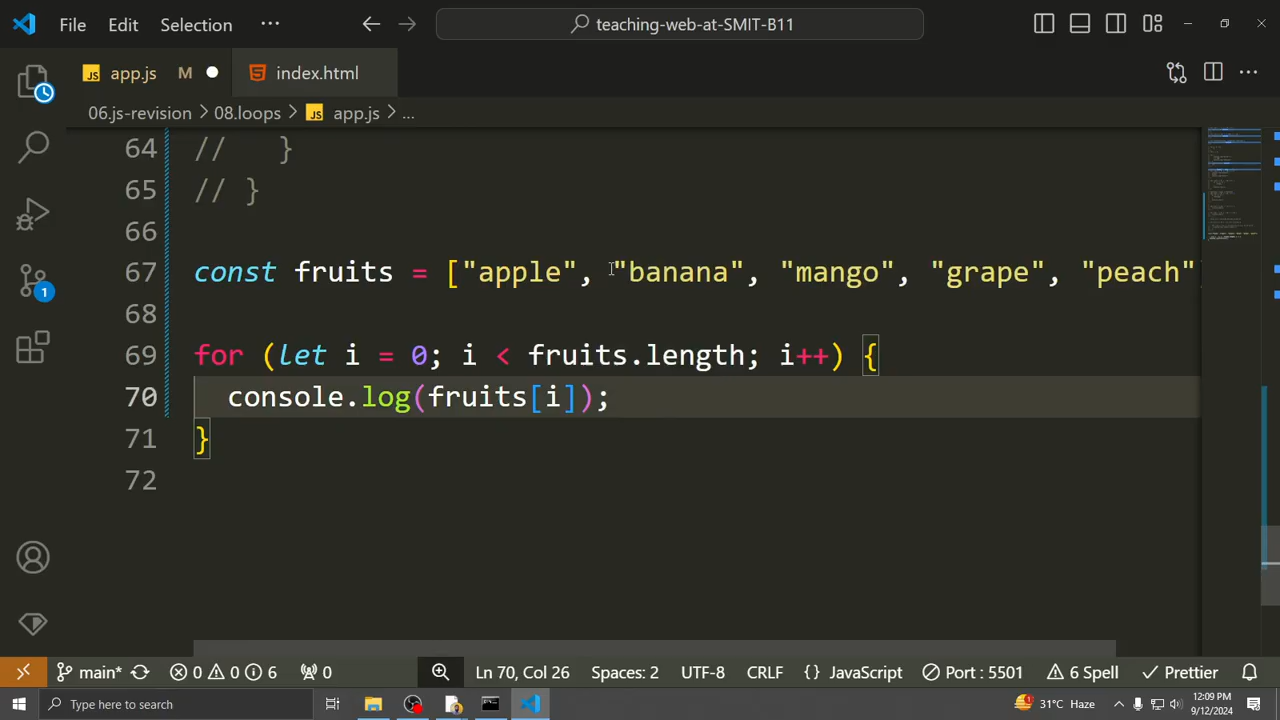 File Edit Selection ··· teaching-web-at-SMIT-B11
JS app.js M index.html ···
06.js-revision > 08.loops > JS app.js > ...
64 //   }
65 // }
66
67 const fruits = ["apple", "banana", "mango", "grape", "peach"
68
69 for (let i = 0; i < fruits.length; i++) {
70   console.log(fruits[i]);
71 }
72
1
main* 0 0 6 0 Ln 70, Col 26 Spaces: 2 UTF-8 CRLF {} JavaScript Port : 5501 6 Spell Prettier
Type here to search 31°C Haze 12:09 PM
9/12/2024